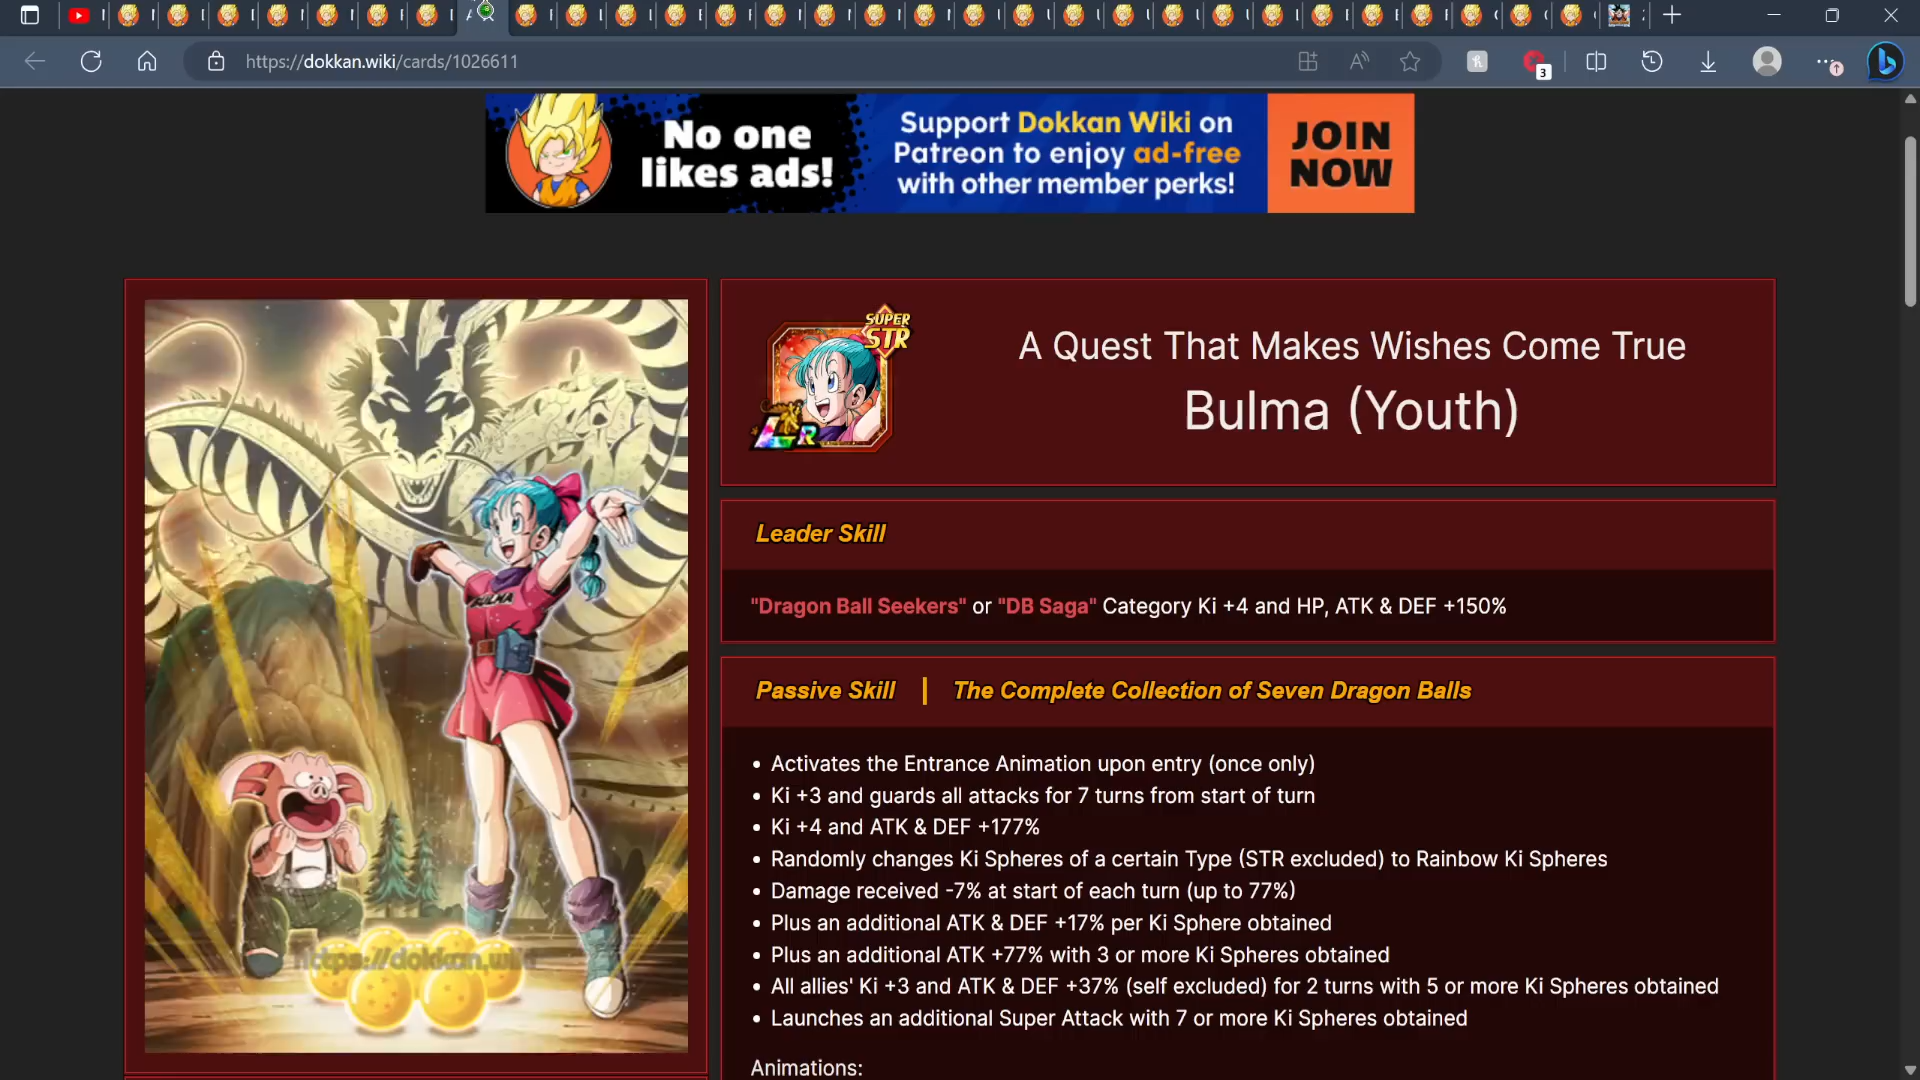 https://dokkan.wiki/cards/1026611
3
No one
likes ads!
Support Dokkan Wiki on
Patreon to enjoy ad-free
with other member perks!
JOIN
NOW
SUPER
STR
LR
A Quest That Makes Wishes Come True
Bulma (Youth)
BULMA
https://dokkan.wiki
Leader Skill
"Dragon Ball Seekers" or "DB Saga" Category Ki +4 and HP, ATK & DEF +150%
Passive Skill | The Complete Collection of Seven Dragon Balls
• Activates the Entrance Animation upon entry (once only)
• Ki +3 and guards all attacks for 7 turns from start of turn
• Ki +4 and ATK & DEF +177%
• Randomly changes Ki Spheres of a certain Type (STR excluded) to Rainbow Ki Spheres
• Damage received -7% at start of each turn (up to 77%)
• Plus an additional ATK & DEF +17% per Ki Sphere obtained
• Plus an additional ATK +77% with 3 or more Ki Spheres obtained
• All allies' Ki +3 and ATK & DEF +37% (self excluded) for 2 turns with 5 or more Ki Spheres obtained
• Launches an additional Super Attack with 7 or more Ki Spheres obtained
Animations: